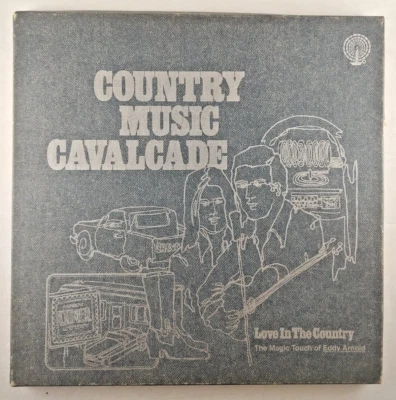 COUNTRY
MUSIC
CAVALCADE
Love In The Country
The Magic Touch of Eddy Arnold